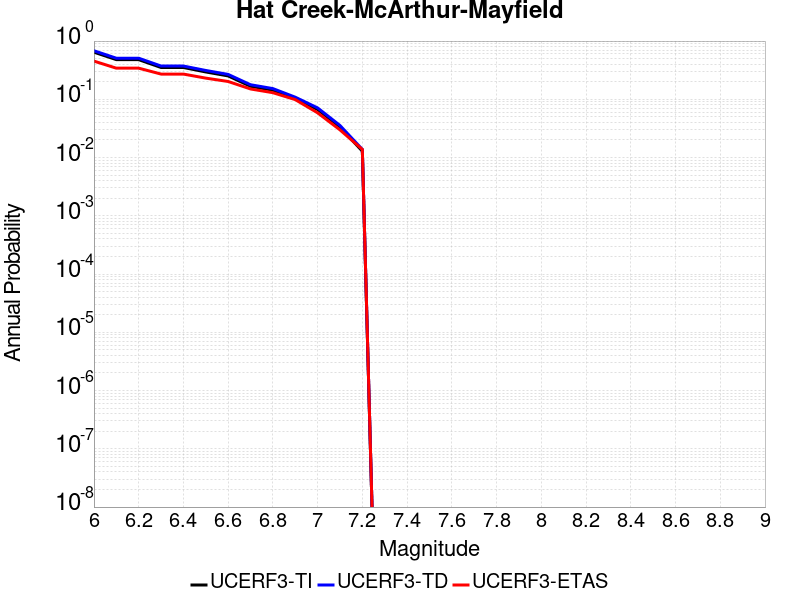 Hat Creek-McArthur-Mayfield
10^0
10^-1
10^-2
10^-3
10^-4
10^-5
10^-6
10^-7
10^-8
Annual Probability
6 6.2 6.4 6.6 6.8 7 7.2 7.4 7.6 7.8 8 8.2 8.4 8.6 8.8 9
Magnitude
UCERF3-TI UCERF3-TD UCERF3-ETAS